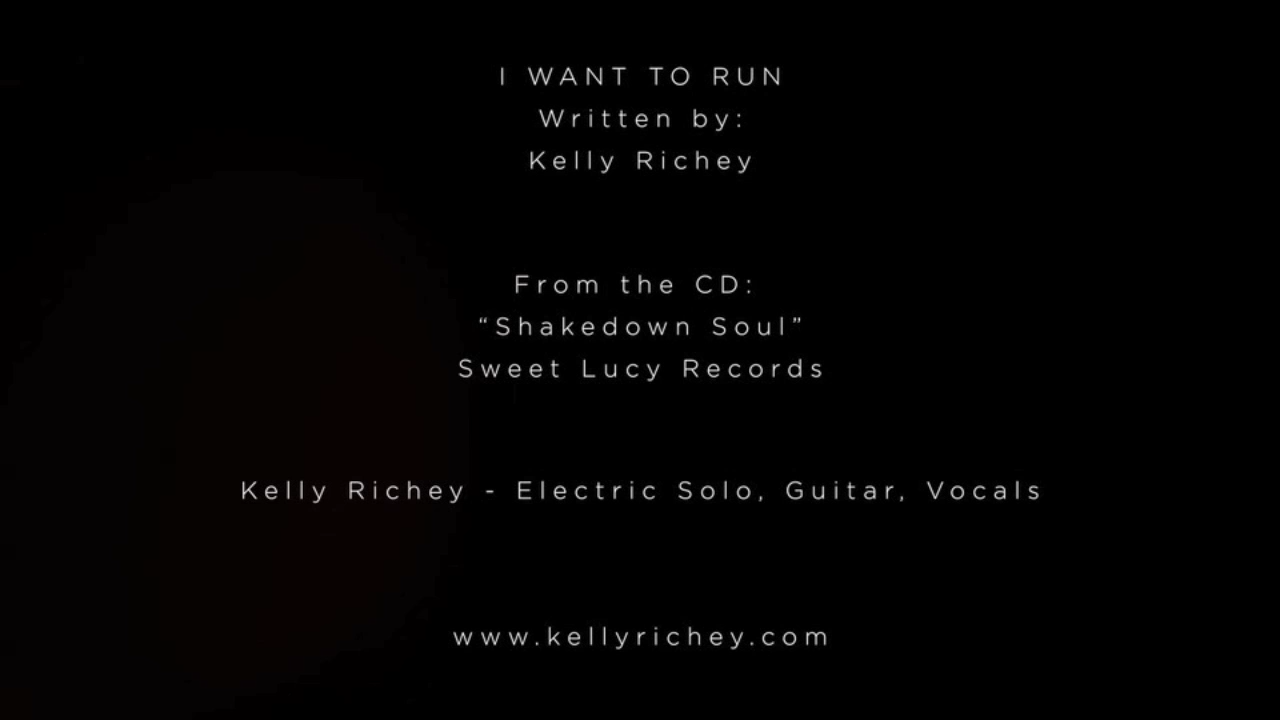 I WANT TO RUN
Written by:
Kelly Richey
From the CD:
“Shakedown Soul”
Sweet Lucy Records
Kelly Richey - Electric Solo, Guitar, Vocals
www.kellyrichey.com